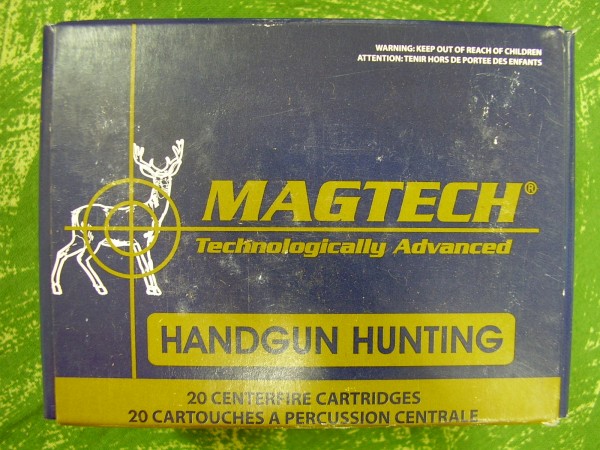 WARNING: KEEP OUT OF REACH OF CHILDREN
ATTENTION: TENIR HORS DE PORTEE DES ENFANTS
MAGTECH®
Technologically Advanced
HANDGUN HUNTING
20 CENTERFIRE CARTRIDGES
20 CARTOUCHES A PERCUSSION CENTRALE